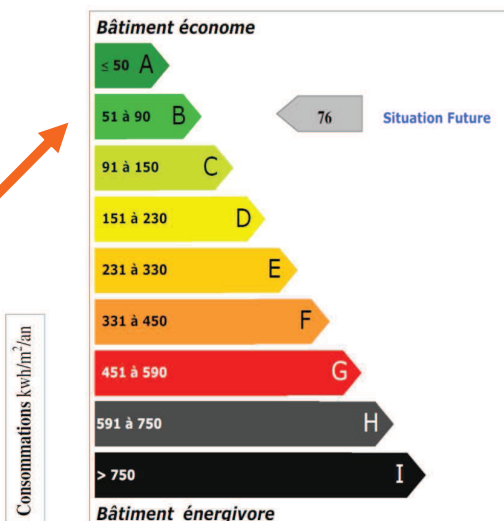 Bâtiment économe
≤ 50 A
51 à 90 B
76 Situation Future
91 à 150 C
151 à 230 D
231 à 330 E
331 à 450 F
451 à 590 G
591 à 750 H
> 750 I
Bâtiment énergivore
Consommations kwh/m²/an